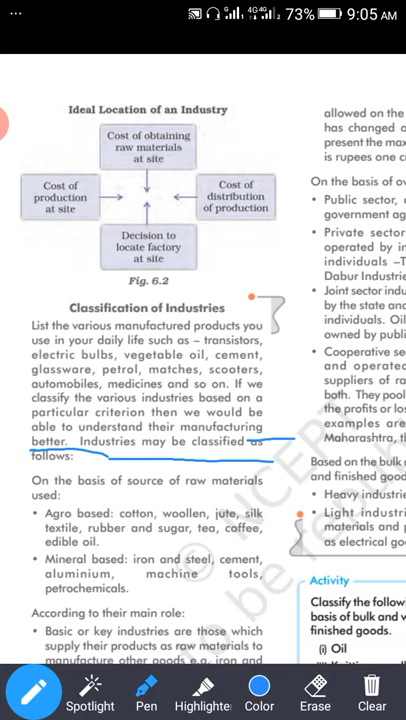 ...
G
4G 4G
2
73%
9:05 AM
Ideal Location of an Industry
Cost of obtaining
raw materials
at site
Cost of
production
at site
Cost of
distribution
of production
Decision to
locate factory
at site
Fig. 6.2
Classification of Industries
List the various manufactured products you
use in your daily life such as – transistors,
electric bulbs, vegetable oil, cement,
glassware, petrol, matches, scooters,
automobiles, medicines and so on. If we
classify the various industries based on a
particular criterion then we would be
able to understand their manufacturing
better. Industries may be classified as
follows:
On the basis of source of raw materials
used:
• Agro based: cotton, woollen, jute, silk
textile, rubber and sugar, tea, coffee,
edible oil.
• Mineral based: iron and steel, cement,
aluminium, machine tools,
petrochemicals.
According to their main role:
• Basic or key industries are those which
supply their products as raw materials to
manufacture other goods e.g. iron and
allowed on the
has changed o
present the max
is rupees one c
On the basis of ow
• Public sector,
government ag
• Private sector
operated by in
individuals –T
Dabur Industrie
• Joint sector indu
by the state and
individuals. Oil
owned by publi
• Cooperative se
and operated
suppliers of ra
both. They pool
the profits or los
examples are
Maharashtra, th
Based on the bulk
and finished good
• Heavy industrie
• Light industri
materials and p
as electrical go
Activity
Classify the follow
basis of bulk and w
finished goods.
(i) Oil
© NCERT
to be repub
Spotlight
Pen
Highlighter
Color
Erase
Clear